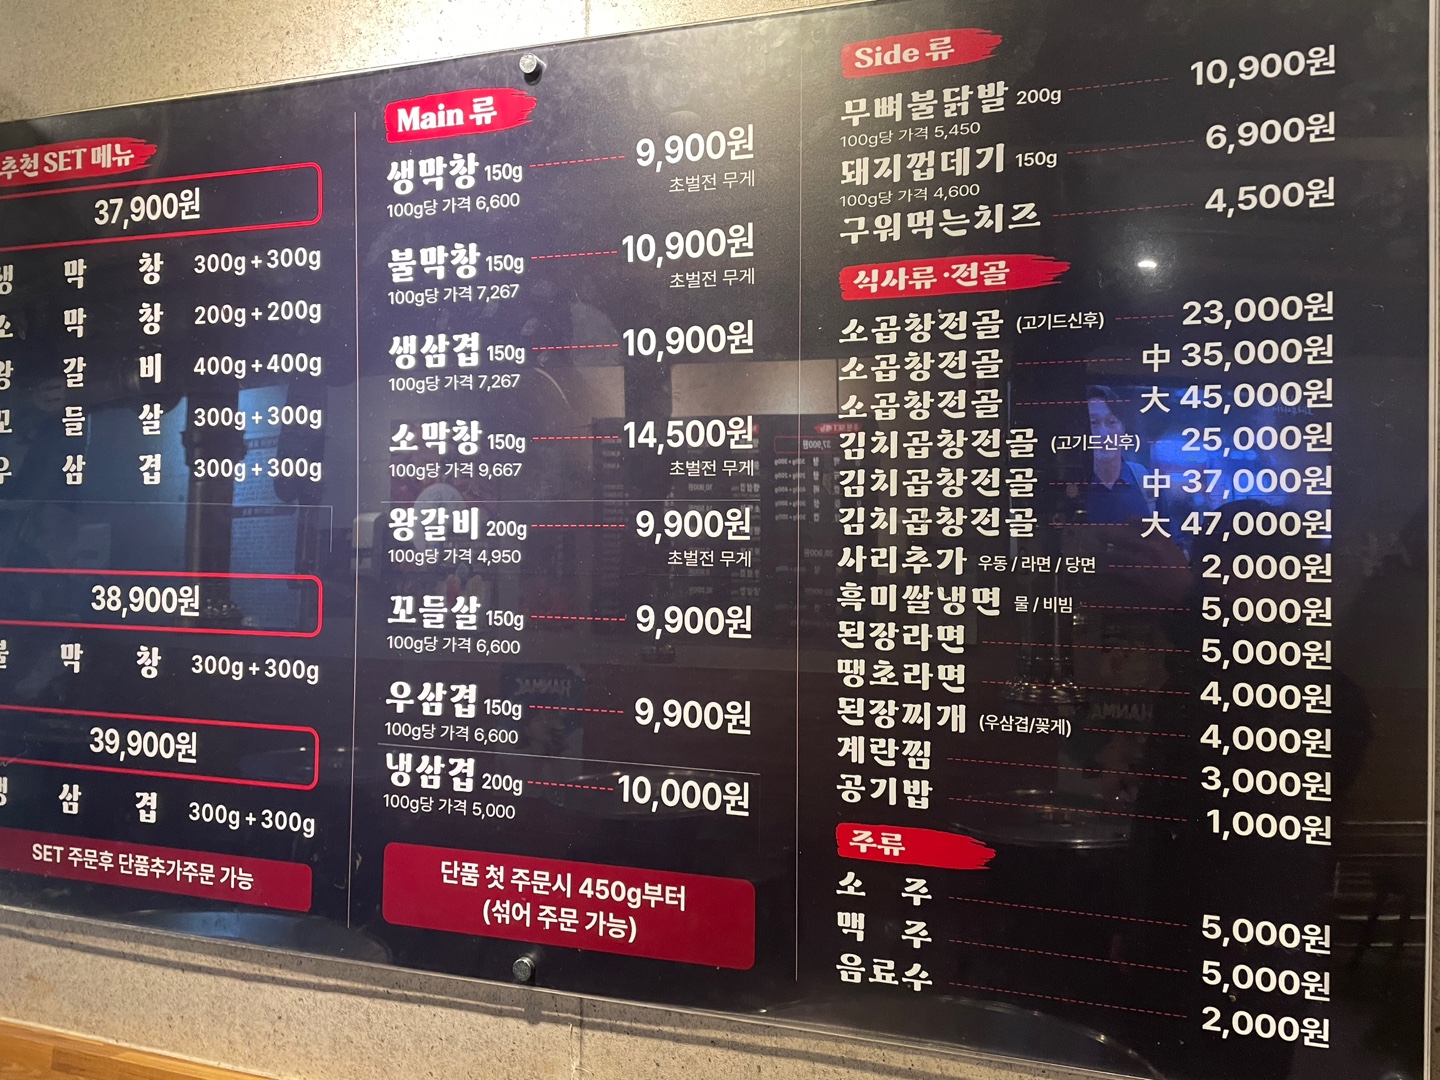 추천 SET 메뉴
37,900원
생 막 창 300g + 300g
소 막 창 200g + 200g
왕 갈 비 400g + 400g
꼬 들 살 300g + 300g
우 삼 겹 300g + 300g
38,900원
불 막 창 300g + 300g
39,900원
생 삼 겹 300g + 300g
SET 주문후 단품추가주문 가능
Main 류
생막창 150g 9,900원
100g당 가격 6,600 초벌전 무게
불막창 150g 10,900원
100g당 가격 7,267 초벌전 무게
생삼겹 150g 10,900원
100g당 가격 7,267
소막창 150g 14,500원
100g당 가격 9,667 초벌전 무게
왕갈비 200g 9,900원
100g당 가격 4,950 초벌전 무게
꼬들살 150g 9,900원
100g당 가격 6,600
우삼겹 150g 9,900원
100g당 가격 6,600
냉삼겹 200g 10,000원
100g당 가격 5,000
단품 첫 주문시 450g부터
(섞어 주문 가능)
Side 류
무뼈불닭발 200g 10,900원
100g당 가격 5,450
돼지껍데기 150g 6,900원
100g당 가격 4,600
구워먹는치즈 4,500원
식사류·전골
소곱창전골 (고기드신후) 23,000원
소곱창전골 中 35,000원
소곱창전골 大 45,000원
김치곱창전골 (고기드신후) 25,000원
김치곱창전골 中 37,000원
김치곱창전골 大 47,000원
사리추가 우동 / 라면 / 당면 2,000원
흑미쌀냉면 물 / 비빔 5,000원
된장라면 5,000원
땡초라면 4,000원
된장찌개 (우삼겹/꽃게) 4,000원
계란찜 3,000원
공기밥 1,000원
주류
소 주 5,000원
맥 주 5,000원
음료수 2,000원